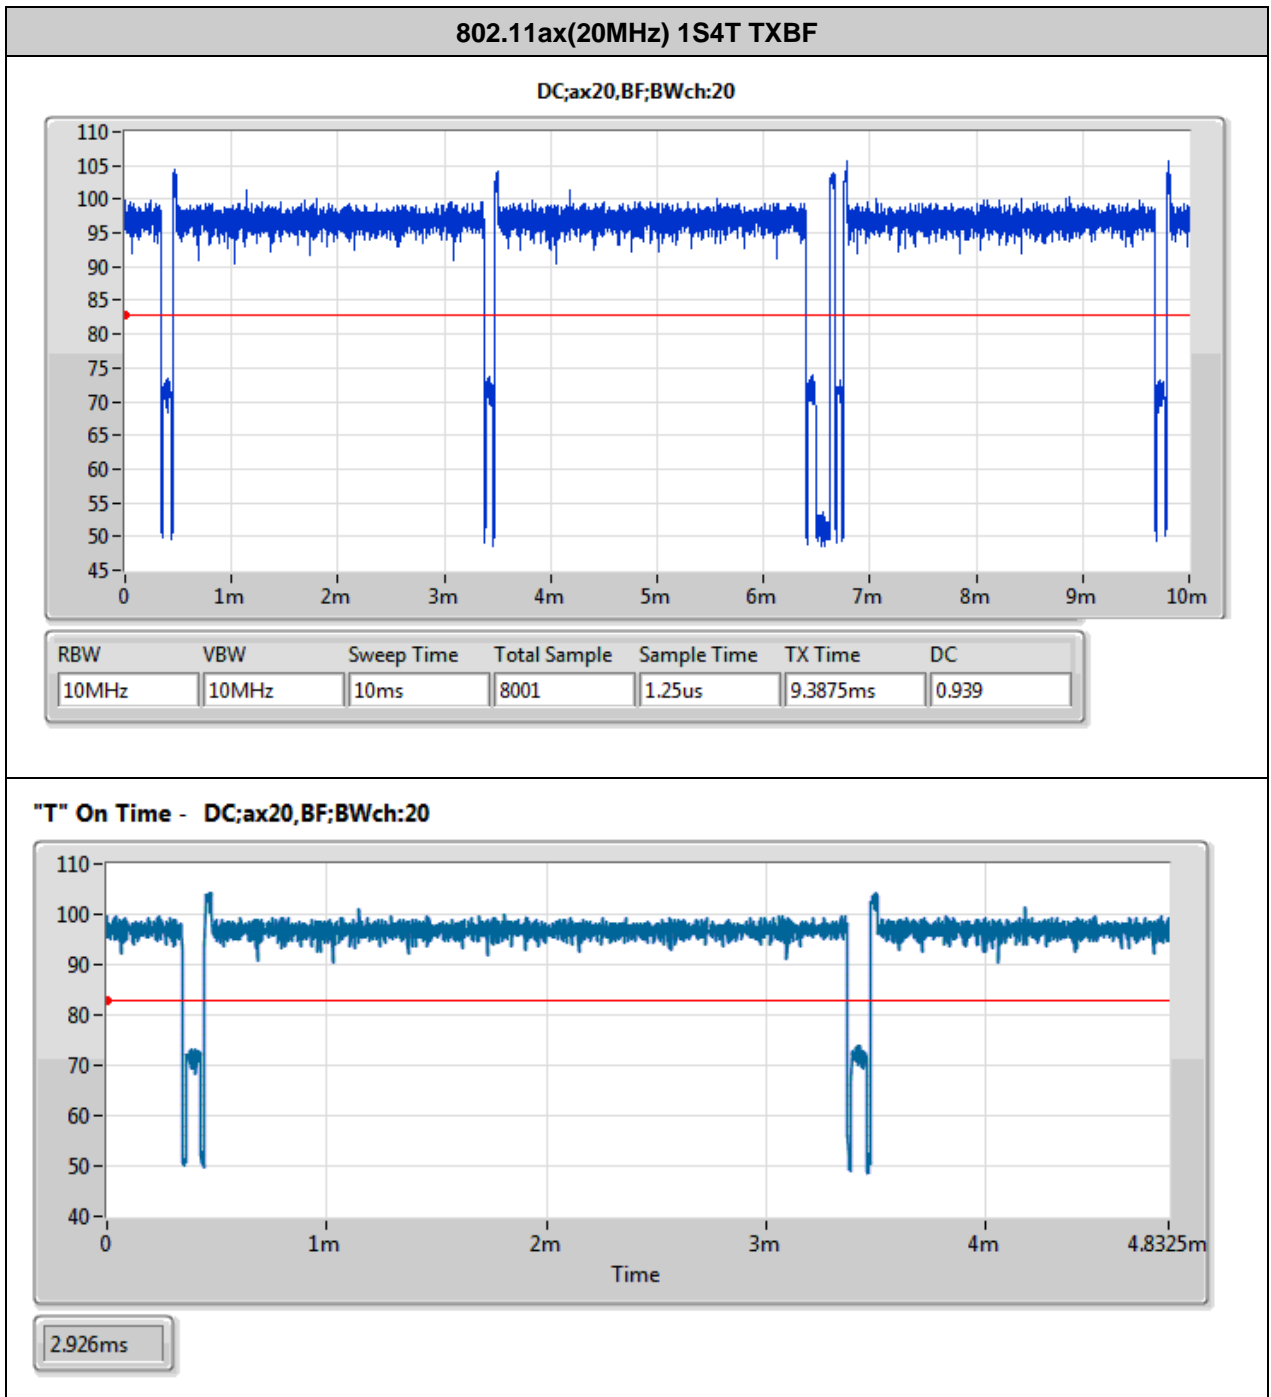 802.11ax(20MHz) 1S4T TXBF
DC;ax20,BF;BWch:20
110
105
100
95
90
85
80
75
70
65
60
55
50
45
0 1m 2m 3m 4m 5m 6m 7m 8m 9m 10m
RBW VBW Sweep Time Total Sample Sample Time TX Time DC
10MHz 10MHz 10ms 8001 1.25us 9.3875ms 0.939
"T" On Time - DC;ax20,BF;BWch:20
110
100
90
80
70
60
50
40
0 1m 2m 3m 4m 4.8325m
Time
2.926ms